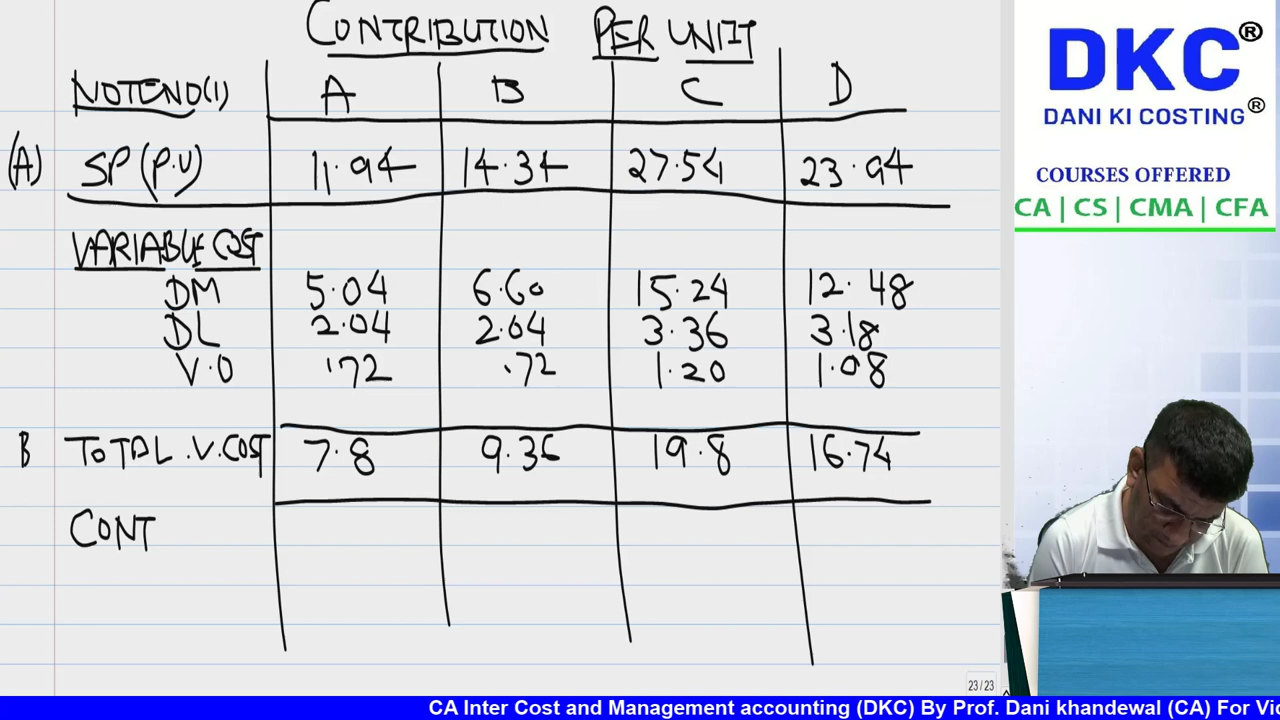 CONTRIBUTION PER UNIT
NOTENO(1) A B C D
(A) SP (P.U) 11.94 14.34 27.54 23.94
VARIABLE COST
DM 5.04 6.60 15.24 12.48
DL 2.04 2.04 3.36 3.18
V.O .72 .72 1.20 1.08
B TOTAL.V.COST 7.8 9.36 19.8 16.74
CONT
23/23
DKC®
DANI KI COSTING®
COURSES OFFERED
CA | CS | CMA | CFA
CA Inter Cost and Management accounting (DKC) By Prof. Dani khandewal (CA) For Vic